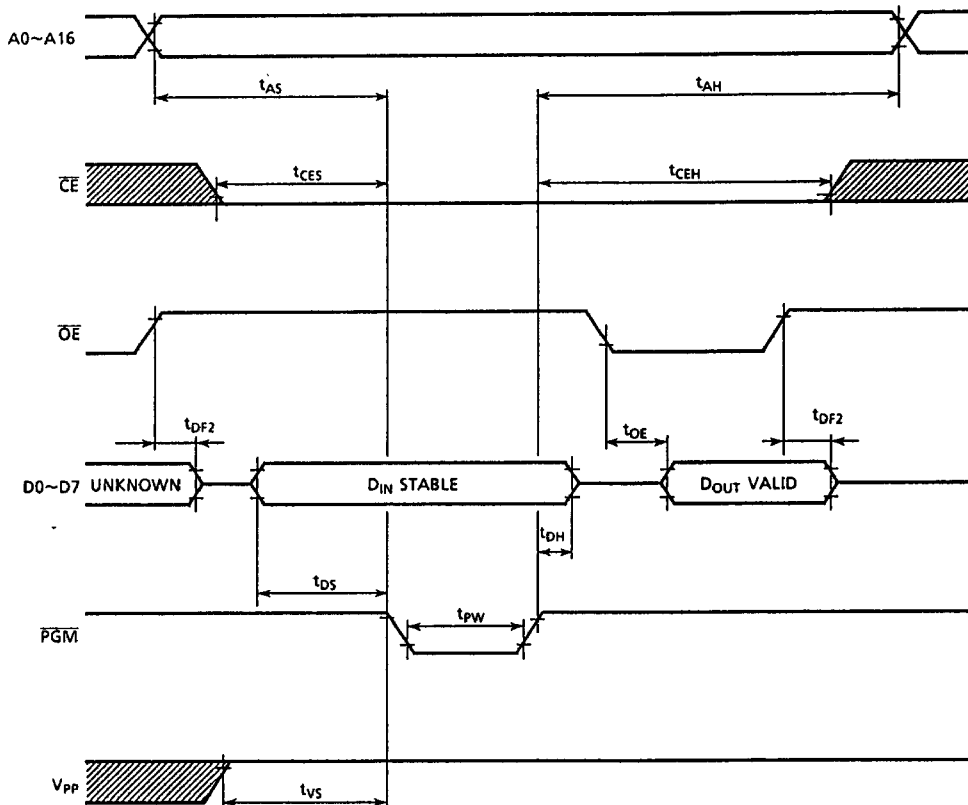 A0~A16
tAS
tAH
CE
tCES
tCEH
OE
tDF2
tOE
tDF2
D0~D7 UNKNOWN
DIN STABLE
DOUT VALID
tDH
tDS
PGM
tPW
VPP
tVS